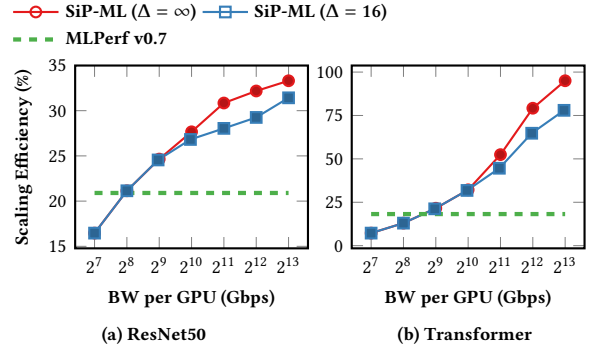 SiP-ML (Δ = ∞) SiP-ML (Δ = 16)
MLPerf v0.7
Scaling Efficiency (%)
35
30
25
20
15
2^7 2^8 2^9 2^10 2^11 2^12 2^13
BW per GPU (Gbps)
(a) ResNet50
100
75
50
25
0
2^7 2^8 2^9 2^10 2^11 2^12 2^13
BW per GPU (Gbps)
(b) Transformer